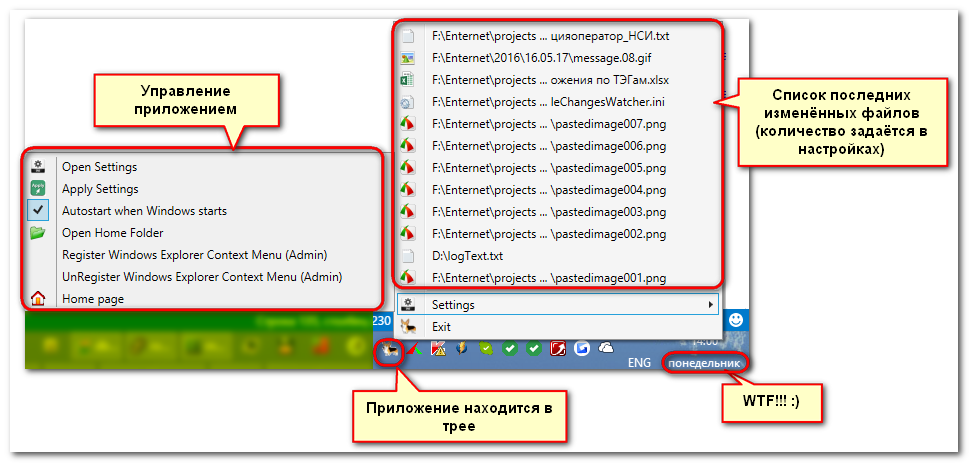 Управление
приложением
Open Settings
Apply Settings
Autostart when Windows starts
Open Home Folder
Register Windows Explorer Context Menu (Admin)
UnRegister Windows Explorer Context Menu (Admin)
Home page
F:\Enternet\projects ... цияоператор_НСИ.txt
F:\Enternet\2016\16.05.17\message.08.gif
F:\Enternet\projects ... ожения по ТЭГам.xlsx
F:\Enternet\projects ... leChangesWatcher.ini
F:\Enternet\projects ... \pastedimage007.png
F:\Enternet\projects ... \pastedimage006.png
F:\Enternet\projects ... \pastedimage005.png
F:\Enternet\projects ... \pastedimage004.png
F:\Enternet\projects ... \pastedimage003.png
F:\Enternet\projects ... \pastedimage002.png
D:\logText.txt
F:\Enternet\projects ... \pastedimage001.png
Settings
Exit
Список последних
изменённых файлов
(количество задаётся в
настройках)
230
14:00
ENG
понедельник
Приложение находится в
трее
WTF!!! :)